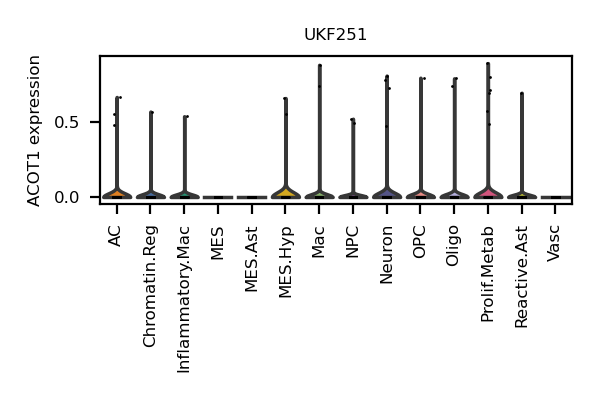 UKF251
ACOT1 expression
0.5
0.0
AC
Chromatin.Reg
Inflammatory.Mac
MES
MES.Ast
MES.Hyp
Mac
NPC
Neuron
OPC
Oligo
Prolif.Metab
Reactive.Ast
Vasc